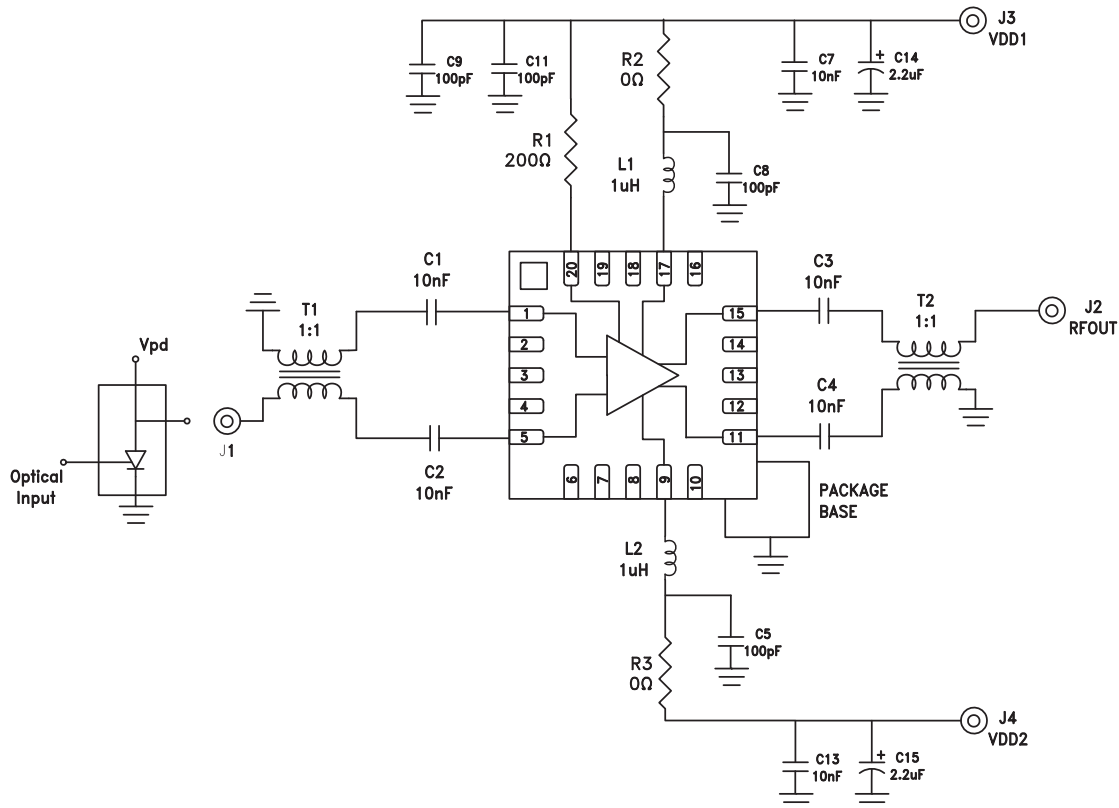 J3
VDD1
C9
100pF
C11
100pF
R2
0Ω
C7
10nF
+
C14
2.2uF
R1
200Ω
L1
1uH
C8
100pF
C1
10nF
20
19
18
17
16
C3
10nF
T1
1:1
T2
1:1
J2
RFOUT
1
2
3
4
5
15
14
13
12
11
Vpd
J1
Optical
Input
C2
10nF
C4
10nF
6
7
8
9
10
PACKAGE
BASE
L2
1uH
C5
100pF
R3
0Ω
J4
VDD2
C13
10nF
+
C15
2.2uF